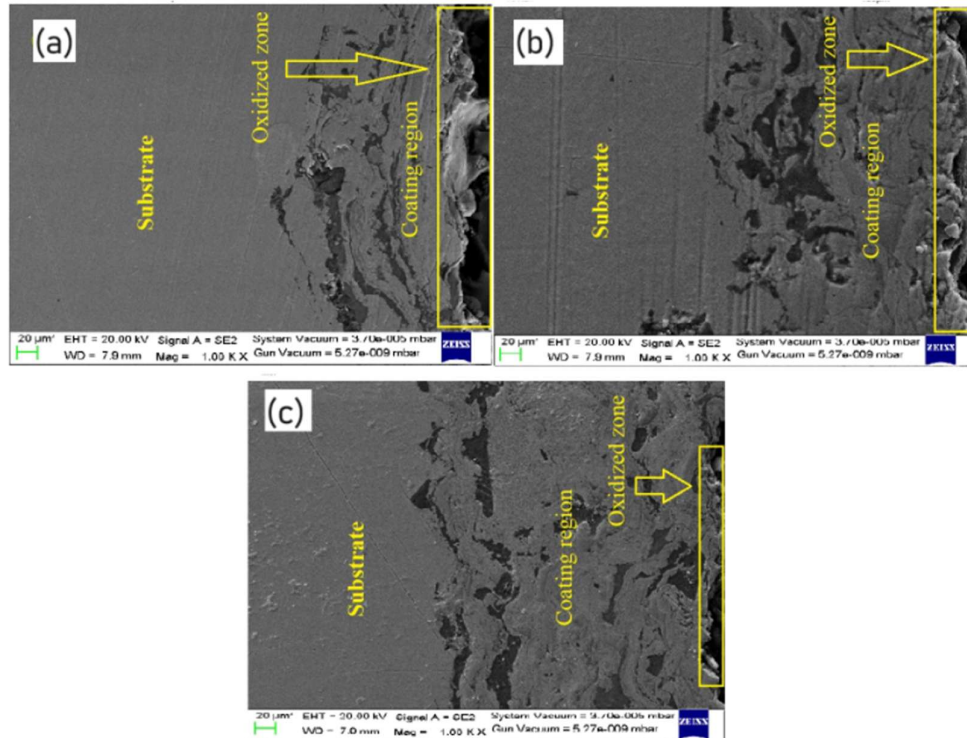 (a)
Substrate
Oxidized zone
Coating region
20 µm
EHT = 20.00 kV Signal A = SE2 System Vacuum = 3.70e-005 mbar
WD = 7.9 mm Mag = 1.00 K X Gun Vacuum = 5.27e-009 mbar
ZEISS
(b)
Substrate
Oxidized zone
Coating region
20 µm
EHT = 20.00 kV Signal A = SE2 System Vacuum = 3.70e-005 mbar
WD = 7.9 mm Mag = 1.00 K X Gun Vacuum = 5.27e-009 mbar
ZEISS
(c)
Substrate
Coating region
Oxidized zone
20 µm
EHT = 20.00 kV Signal A = SE2 System Vacuum = 3.70e-005 mbar
Mag = 1.00 K X Gun Vacuum = 5.27e-009 mbar
ZEISS